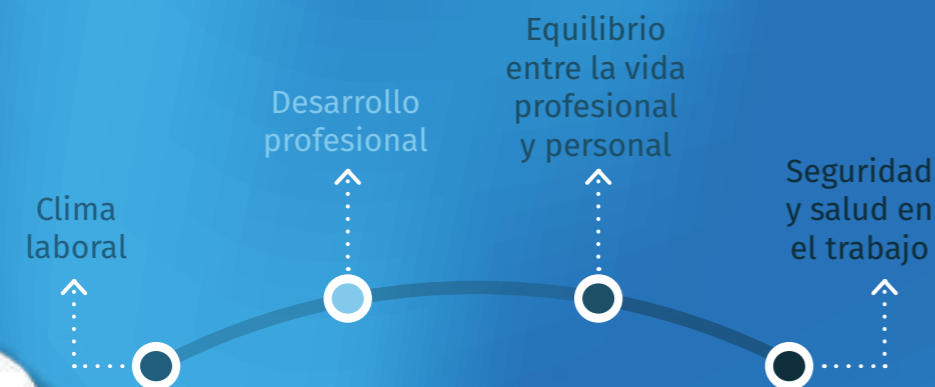 Clima
laboral
Desarrollo
profesional
Equilibrio
entre la vida
profesional
y personal
Seguridad
y salud en
el trabajo